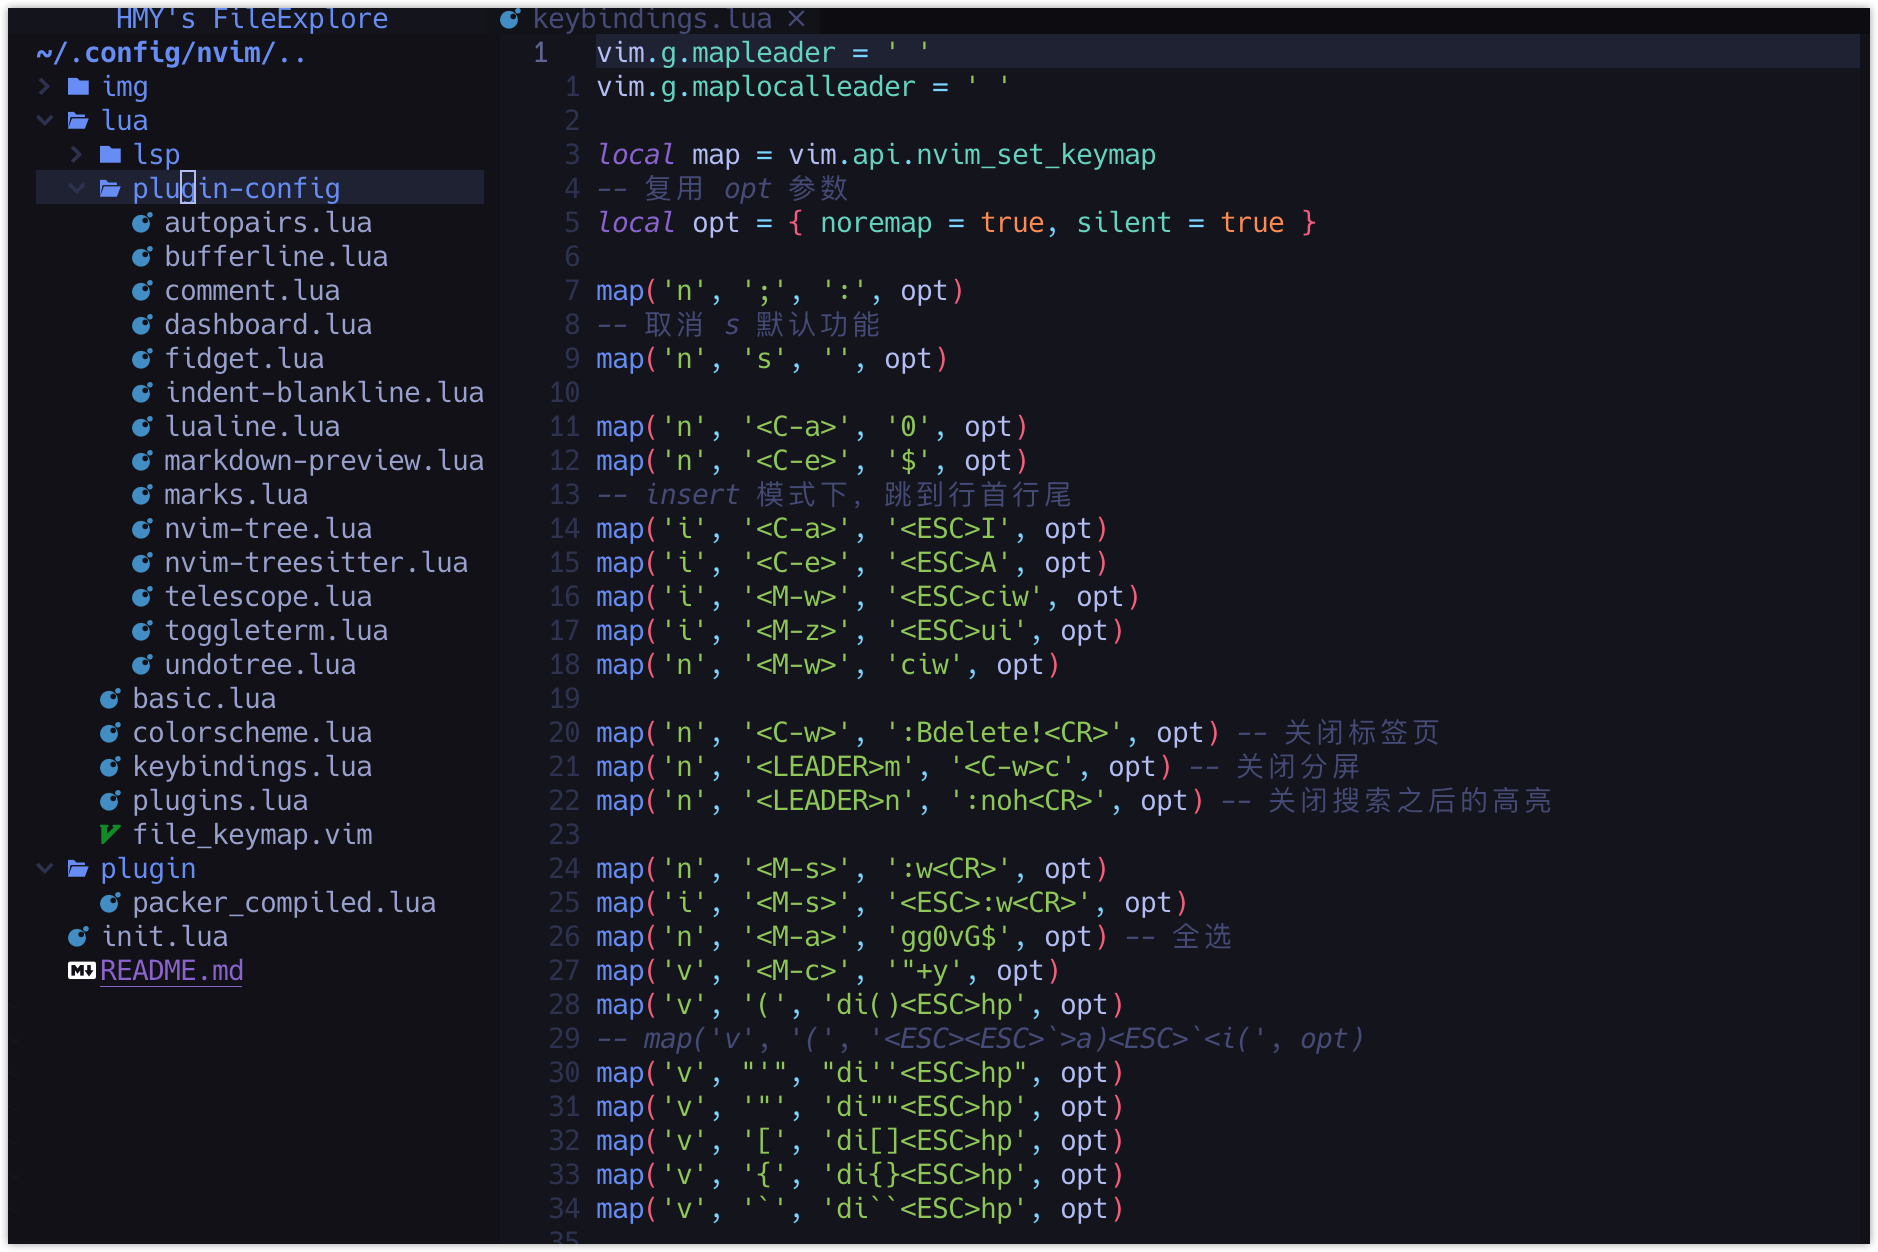 HMY's FileExplore
~/.config/nvim/..
img
lua
lsp
plugin-config
autopairs.lua
bufferline.lua
comment.lua
dashboard.lua
fidget.lua
indent-blankline.lua
lualine.lua
markdown-preview.lua
marks.lua
nvim-tree.lua
nvim-treesitter.lua
telescope.lua
toggleterm.lua
undotree.lua
basic.lua
colorscheme.lua
keybindings.lua
plugins.lua
file_keymap.vim
plugin
packer_compiled.lua
init.lua
README.md
keybindings.lua ×
1 vim.g.mapleader = ' '
1 vim.g.maplocalleader = ' '
2
3 local map = vim.api.nvim_set_keymap
4 -- 复用 opt 参数
5 local opt = { noremap = true, silent = true }
6
7 map('n', ';', ':', opt)
8 -- 取消 s 默认功能
9 map('n', 's', '', opt)
10
11 map('n', '<C-a>', '0', opt)
12 map('n', '<C-e>', '$', opt)
13 -- insert 模式下, 跳到行首行尾
14 map('i', '<C-a>', '<ESC>I', opt)
15 map('i', '<C-e>', '<ESC>A', opt)
16 map('i', '<M-w>', '<ESC>ciw', opt)
17 map('i', '<M-z>', '<ESC>ui', opt)
18 map('n', '<M-w>', 'ciw', opt)
19
20 map('n', '<C-w>', ':Bdelete!<CR>', opt) -- 关闭标签页
21 map('n', '<LEADER>m', '<C-w>c', opt) -- 关闭分屏
22 map('n', '<LEADER>n', ':noh<CR>', opt) -- 关闭搜索之后的高亮
23
24 map('n', '<M-s>', ':w<CR>', opt)
25 map('i', '<M-s>', '<ESC>:w<CR>', opt)
26 map('n', '<M-a>', 'gg0vG$', opt) -- 全选
27 map('v', '<M-c>', '"+y', opt)
28 map('v', '(', 'di()<ESC>hp', opt)
29 -- map('v', '(', '<ESC><ESC>`>a)<ESC>`<i(', opt)
30 map('v', "'", "di''<ESC>hp", opt)
31 map('v', '"', 'di""<ESC>hp', opt)
32 map('v', '[', 'di[]<ESC>hp', opt)
33 map('v', '{', 'di{}<ESC>hp', opt)
34 map('v', '`', 'di``<ESC>hp', opt)
35